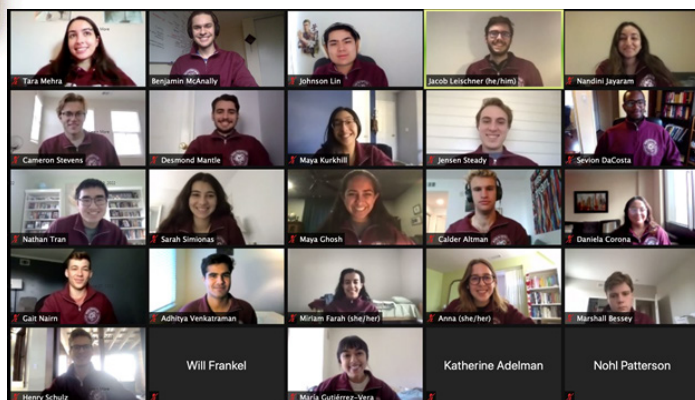 Tara Mehra
Benjamin McAnally
Johnson Lin
Jacob Leischner (he/him)
Nandini Jayaram
Cameron Stevens
Desmond Mantle
Maya Kurkhill
Jensen Steady
Sevion DaCosta
Nathan Tran
Sarah Simionas
Maya Ghosh
Calder Altman
Daniela Corona
Gait Nairn
Adhitya Venkatraman
Miriam Farah (she/her)
Anna (she/her)
Marshall Bessey
Henry Schulz
Will Frankel
María Gutiérrez-Vera
Katherine Adelman
Nohl Patterson